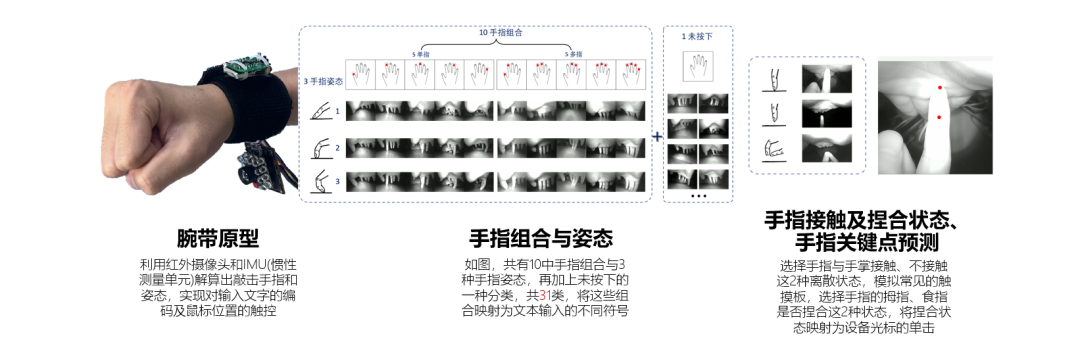 10 手指组合
5 单指
5 多指
3 手指姿态
1
2
3
+
1 未按下
•••
腕带原型
利用红外摄像头和IMU(惯性
测量单元)解算出敲击手指和
姿态，实现对输入文字的编
码及鼠标位置的触控
手指组合与姿态
如图，共有10中手指组合与3
种手指姿态，再加上未按下的
一种分类，共31类，将这些组
合映射为文本输入的不同符号
手指接触及捏合状态、
手指关键点预测
选择手指与手掌接触、不接触
这2种离散状态，模拟常见的触
摸板，选择手指的拇指、食指
是否捏合这2种状态，将捏合状
态映射为设备光标的单击